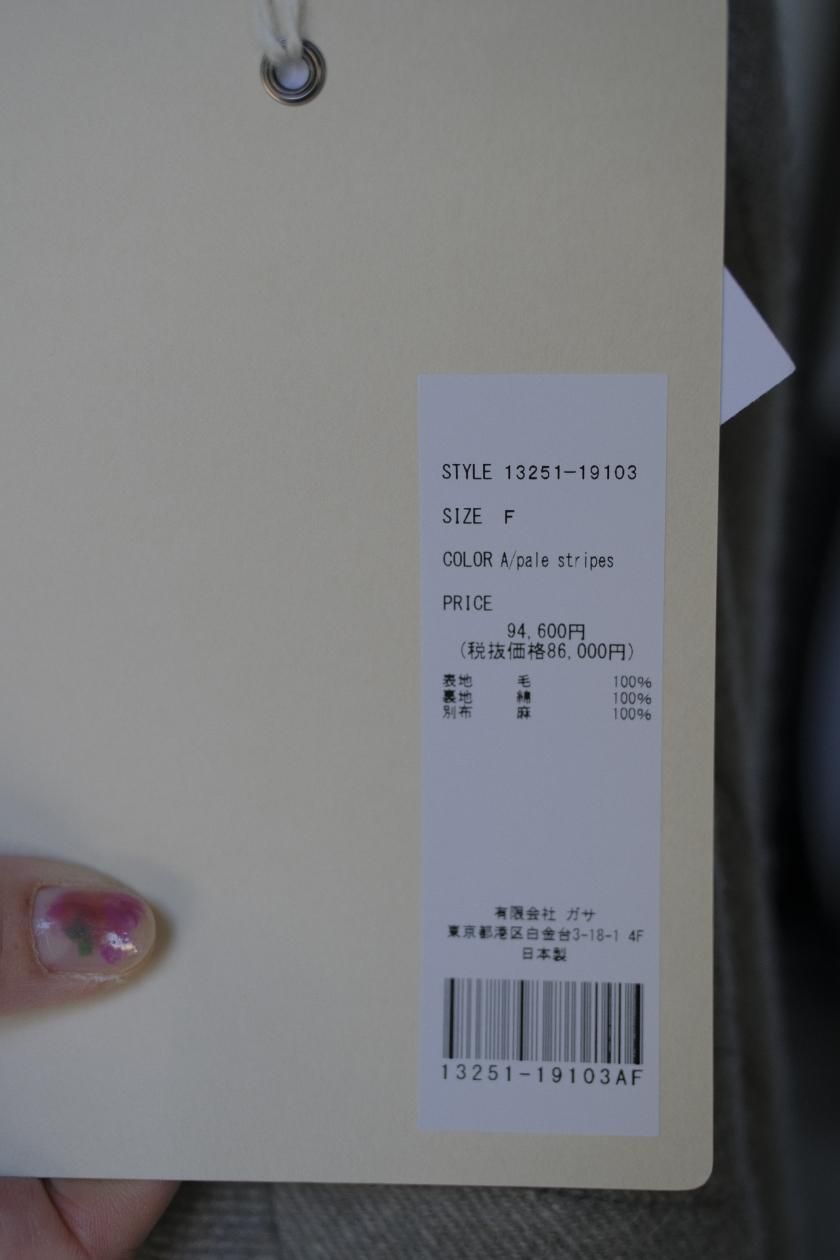 STYLE 13251-19103
SIZE F
COLOR A/pale stripes
PRICE
94,600円
(税抜価格86,000円)
表地 毛 100%
裏地 綿 100%
別布 麻 100%
有限会社 ガサ
東京都港区白金台3-18-1 4F
日本製
13251-19103AF